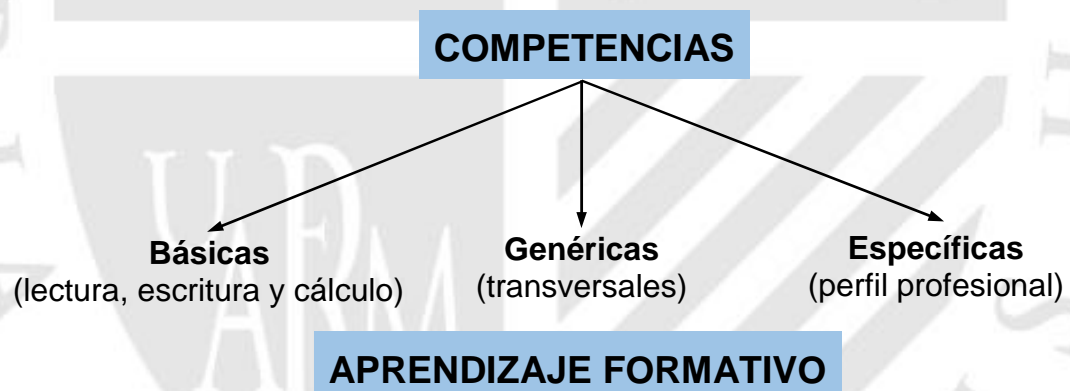 COMPETENCIAS
Básicas
(lectura, escritura y cálculo)
Genéricas
(transversales)
Específicas
(perfil profesional)
APRENDIZAJE FORMATIVO